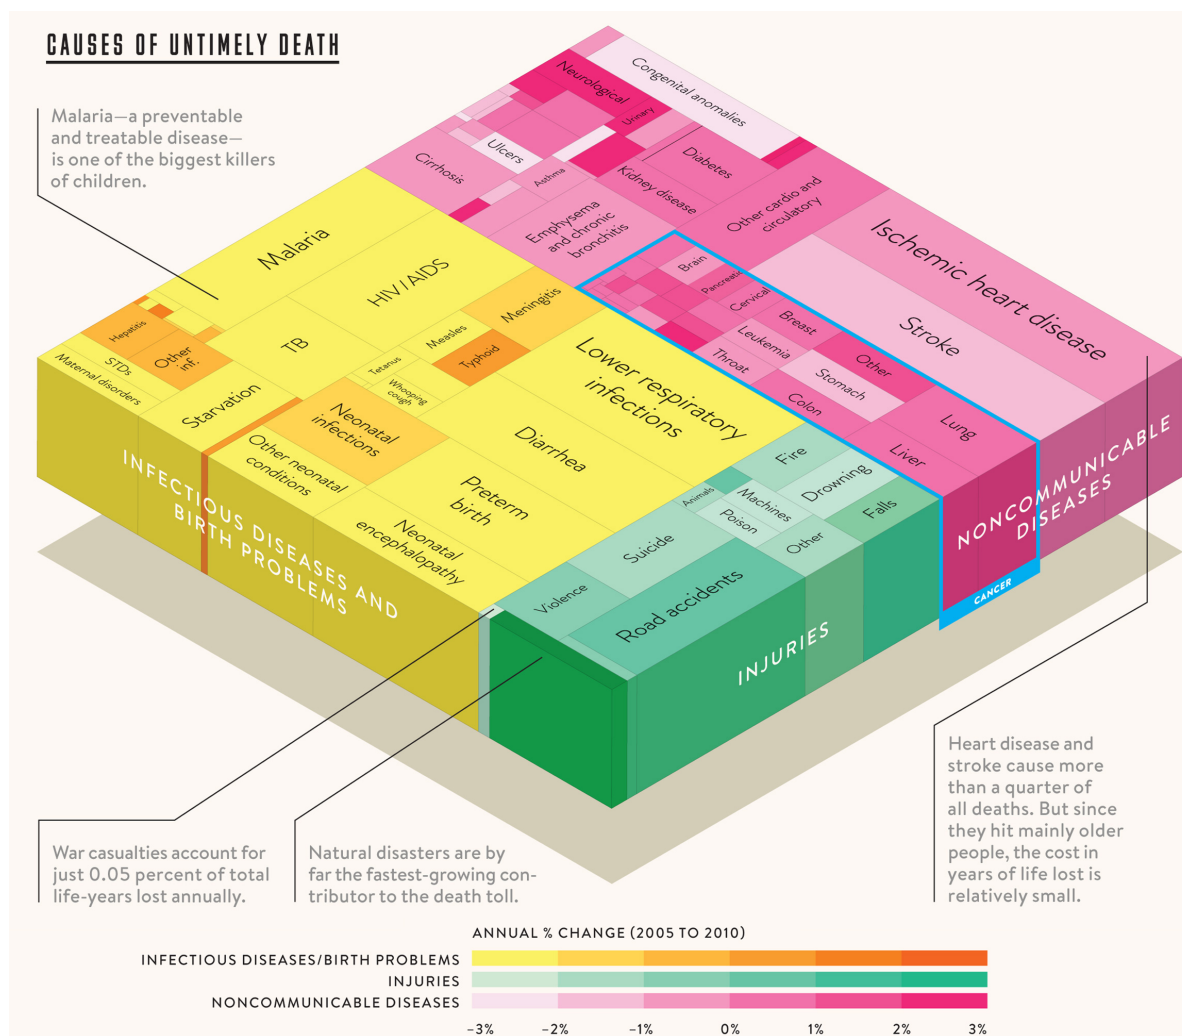 CAUSES OF UNTIMELY DEATH
Malaria—a preventable
and treatable disease—
is one of the biggest killers
of children.
Congenital anomalies
Neurological
Urinary
Ulcers
Diabetes
Cirrhosis
Asthma
Kidney disease
Other cardio and
circulatory
Emphysema
and chronic
bronchitis
Ischemic heart disease
Stroke
Brain
Pancreatic
Cervical
Breast
Leukemia
Other
Throat
Stomach
Colon
Lung
Liver
Malaria
HIV/AIDS
Meningitis
TB
Measles
Typhoid
Tetanus
Whooping
cough
Hepatitis
Other
inf.
STDs
Maternal disorders
Starvation
Lower respiratory
infections
Neonatal
infections
Diarrhea
Other neonatal
conditions
Preterm
birth
Neonatal
encephalopathy
Fire
Drowning
Animals
Machines
Poison
Falls
Other
Suicide
Violence
Road accidents
INFECTIOUS DISEASES AND
BIRTH PROBLEMS
INJURIES
NONCOMMUNICABLE
DISEASES
CANCER
War casualties account for
just 0.05 percent of total
life-years lost annually.
Natural disasters are by
far the fastest-growing con-
tributor to the death toll.
Heart disease and
stroke cause more
than a quarter of
all deaths. But since
they hit mainly older
people, the cost in
years of life lost is
relatively small.
ANNUAL % CHANGE (2005 TO 2010)
INFECTIOUS DISEASES/BIRTH PROBLEMS
INJURIES
NONCOMMUNICABLE DISEASES
–3% –2% –1% 0% 1% 2% 3%